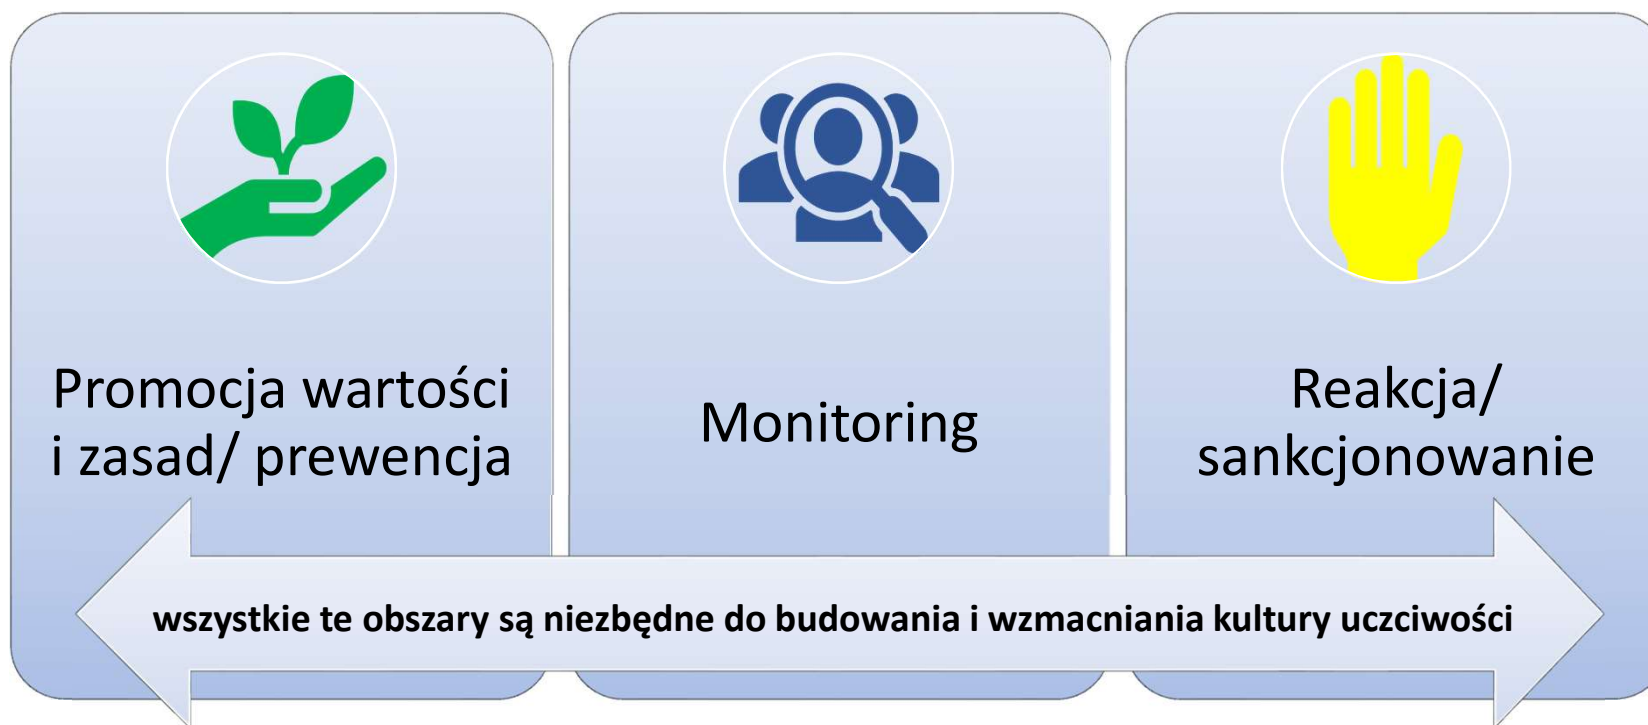 Promocja wartości
i zasad/ prewencja
Monitoring
Reakcja/
sankcjonowanie
wszystkie te obszary są niezbędne do budowania i wzmacniania kultury uczciwości